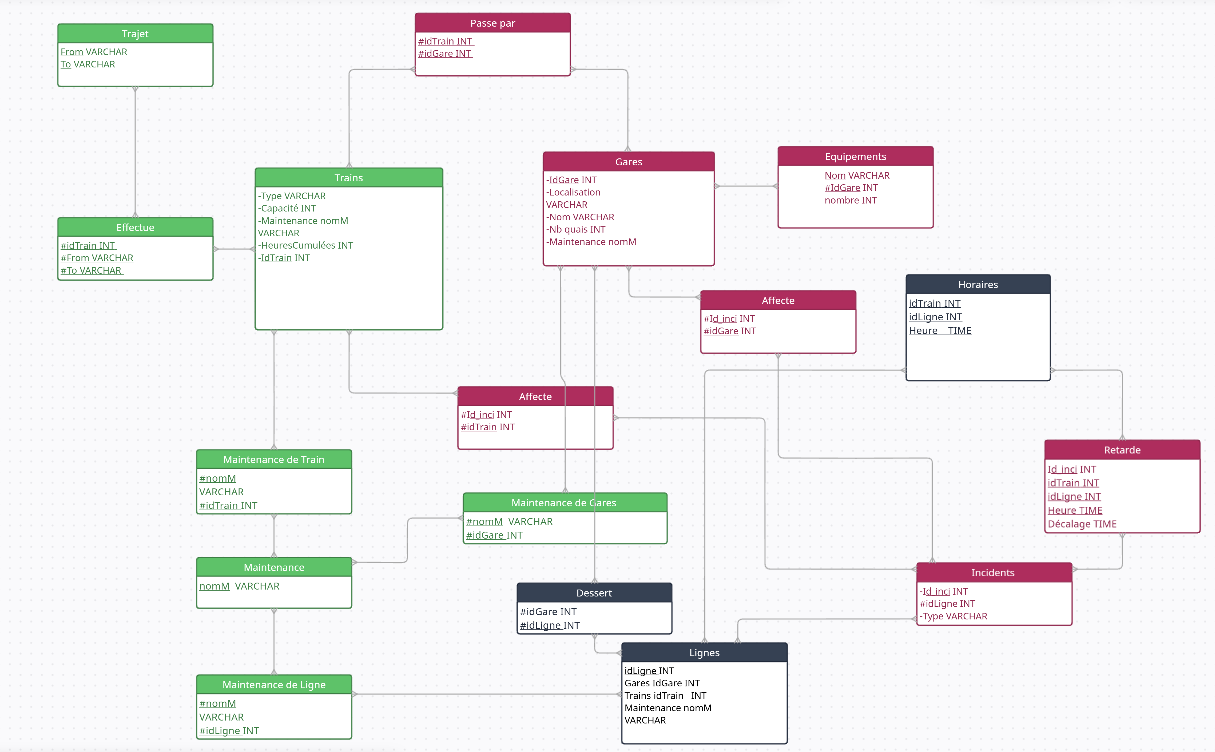 Trajet
From VARCHAR
To VARCHAR
Passe par
#idTrain INT
#idGare INT
Trains
-Type VARCHAR
-Capacité INT
-Maintenance nomM
VARCHAR
-HeuresCumulées INT
-IdTrain INT
Gares
-IdGare INT
-Localisation
VARCHAR
-Nom VARCHAR
-Nb quais INT
-Maintenance nomM
Equipements
Nom VARCHAR
#IdGare INT
nombre INT
Effectue
#idTrain INT
#From VARCHAR
#To VARCHAR
Affecte
#Id_inci INT
#idGare INT
Horaires
idTrain INT
idLigne INT
Heure TIME
Affecte
#Id_inci INT
#idTrain INT
Maintenance de Train
#nomM
VARCHAR
#idTrain INT
Retarde
Id_inci INT
idTrain INT
idLigne INT
Heure TIME
Décalage TIME
Maintenance de Gares
#nomM VARCHAR
#idGare INT
Maintenance
nomM VARCHAR
Incidents
-Id_inci INT
#idLigne INT
-Type VARCHAR
Dessert
#idGare INT
#idLigne INT
Lignes
idLigne INT
Gares IdGare INT
Trains idTrain INT
Maintenance nomM
VARCHAR
Maintenance de Ligne
#nomM
VARCHAR
#idLigne INT